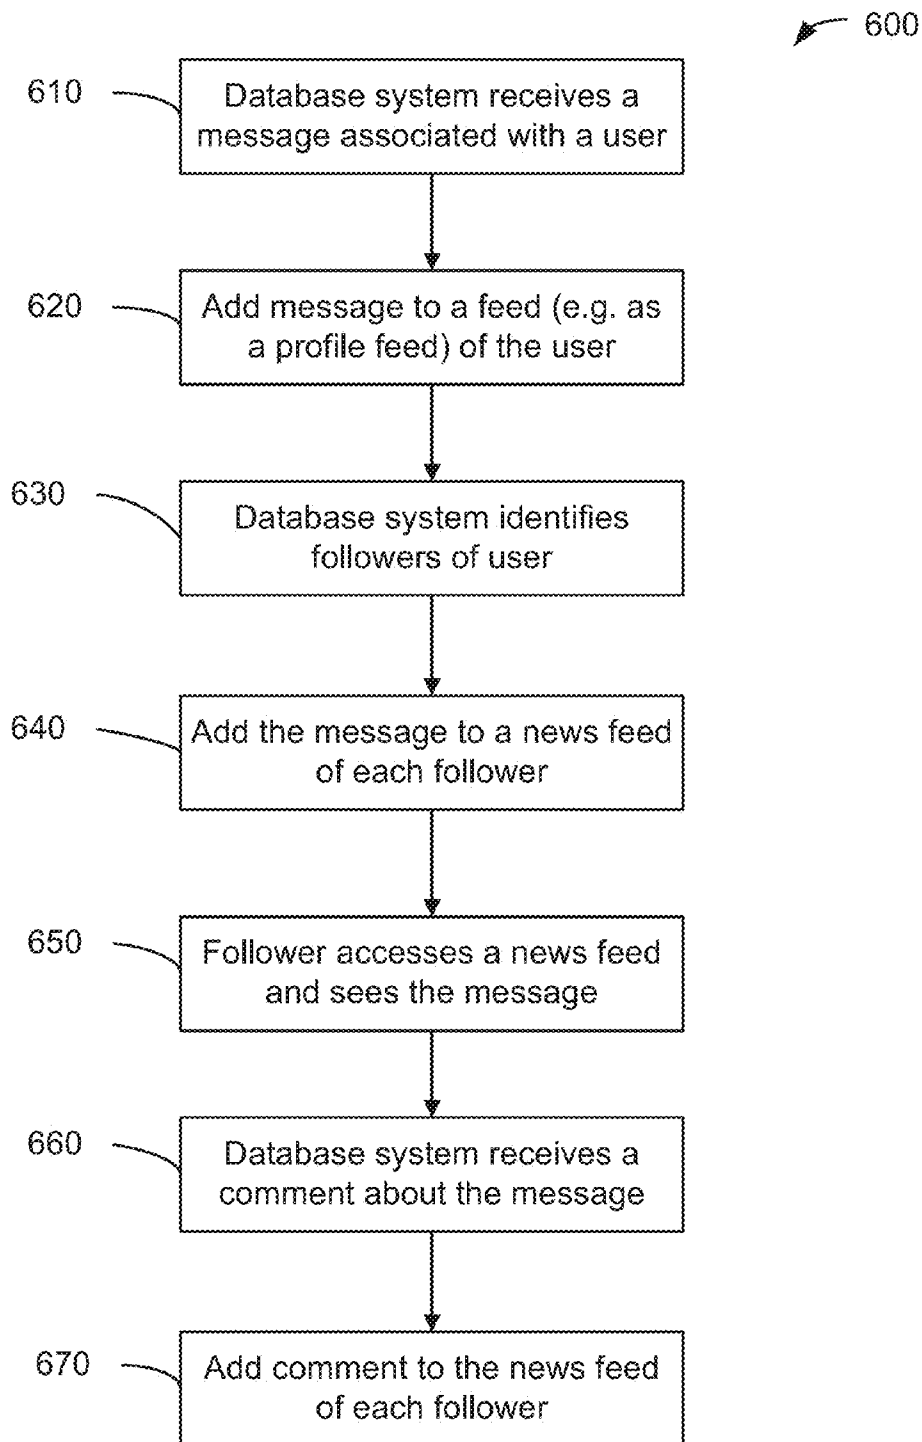 600
610
Database system receives a
message associated with a user
620
Add message to a feed (e.g. as
a profile feed) of the user
630
Database system identifies
followers of user
640
Add the message to a news feed
of each follower
650
Follower accesses a news feed
and sees the message
660
Database system receives a
comment about the message
670
Add comment to the news feed
of each follower